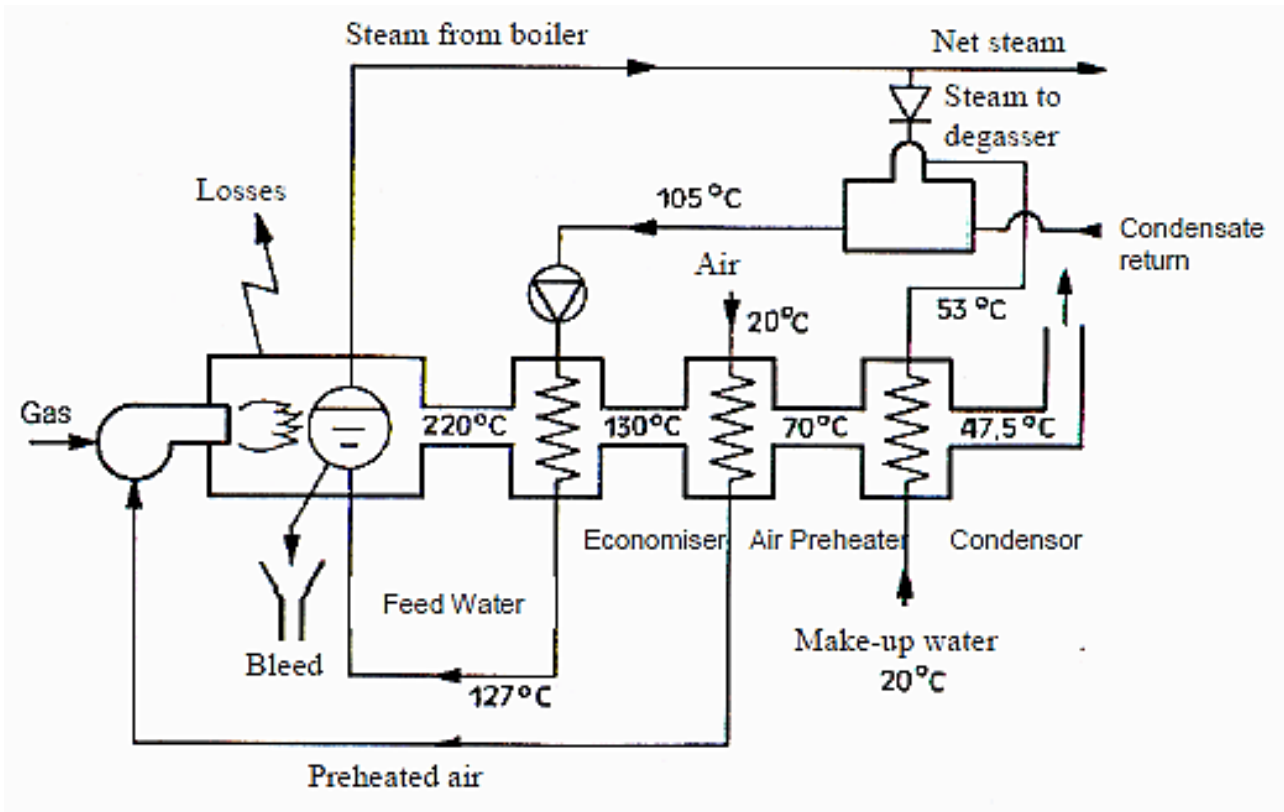 Steam from boiler
Net steam
Steam to
degasser
Losses
105 °C
Condensate
return
Air
20°C
53 °C
Gas
220°C
130°C
70°C
47,5 °C
Economiser
Air Preheater
Condensor
Feed Water
Bleed
Make-up water
20°C
127°C
Preheated air